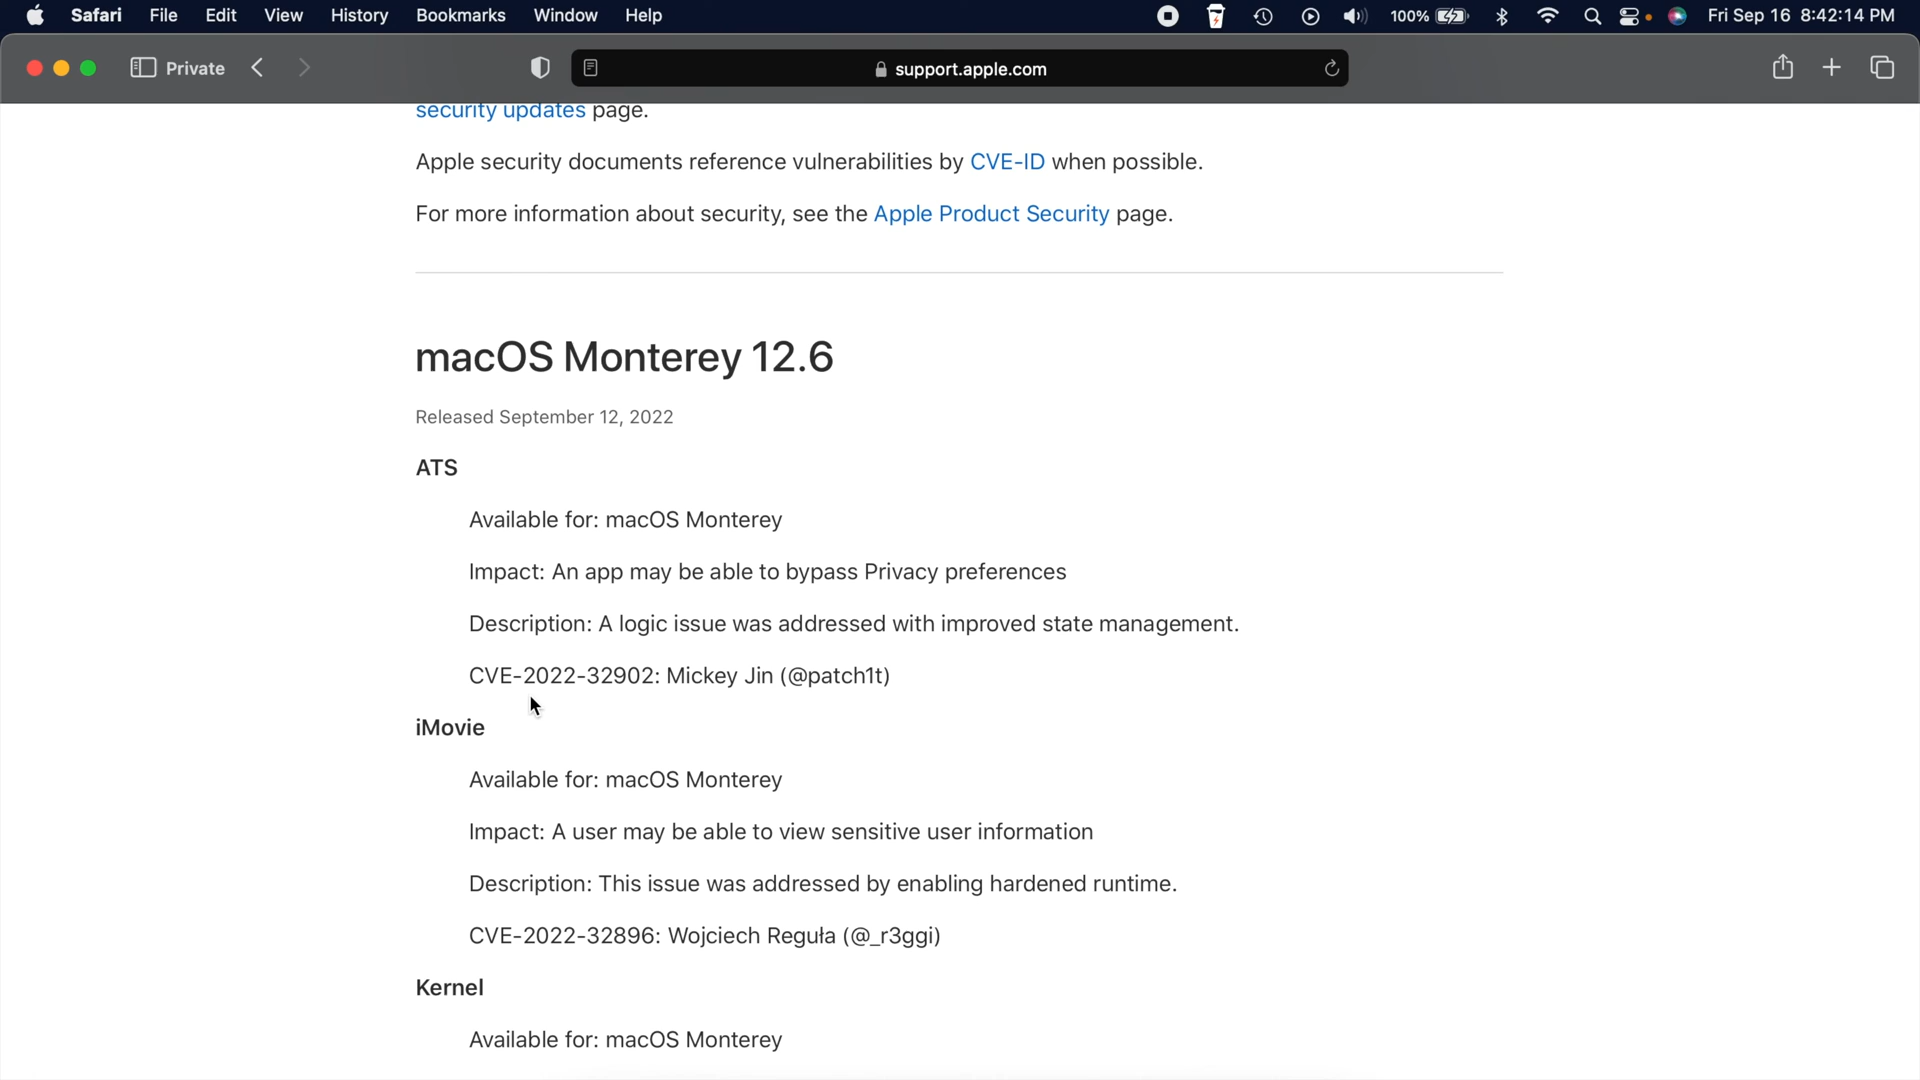 Safari File Edit View History Bookmarks Window Help 100% Fri Sep 16 8:42:14 PM
Private support.apple.com
security updates page.
Apple security documents reference vulnerabilities by CVE-ID when possible.
For more information about security, see the Apple Product Security page.
macOS Monterey 12.6
Released September 12, 2022
ATS
Available for: macOS Monterey
Impact: An app may be able to bypass Privacy preferences
Description: A logic issue was addressed with improved state management.
CVE-2022-32902: Mickey Jin (@patch1t)
iMovie
Available for: macOS Monterey
Impact: A user may be able to view sensitive user information
Description: This issue was addressed by enabling hardened runtime.
CVE-2022-32896: Wojciech Reguła (@_r3ggi)
Kernel
Available for: macOS Monterey